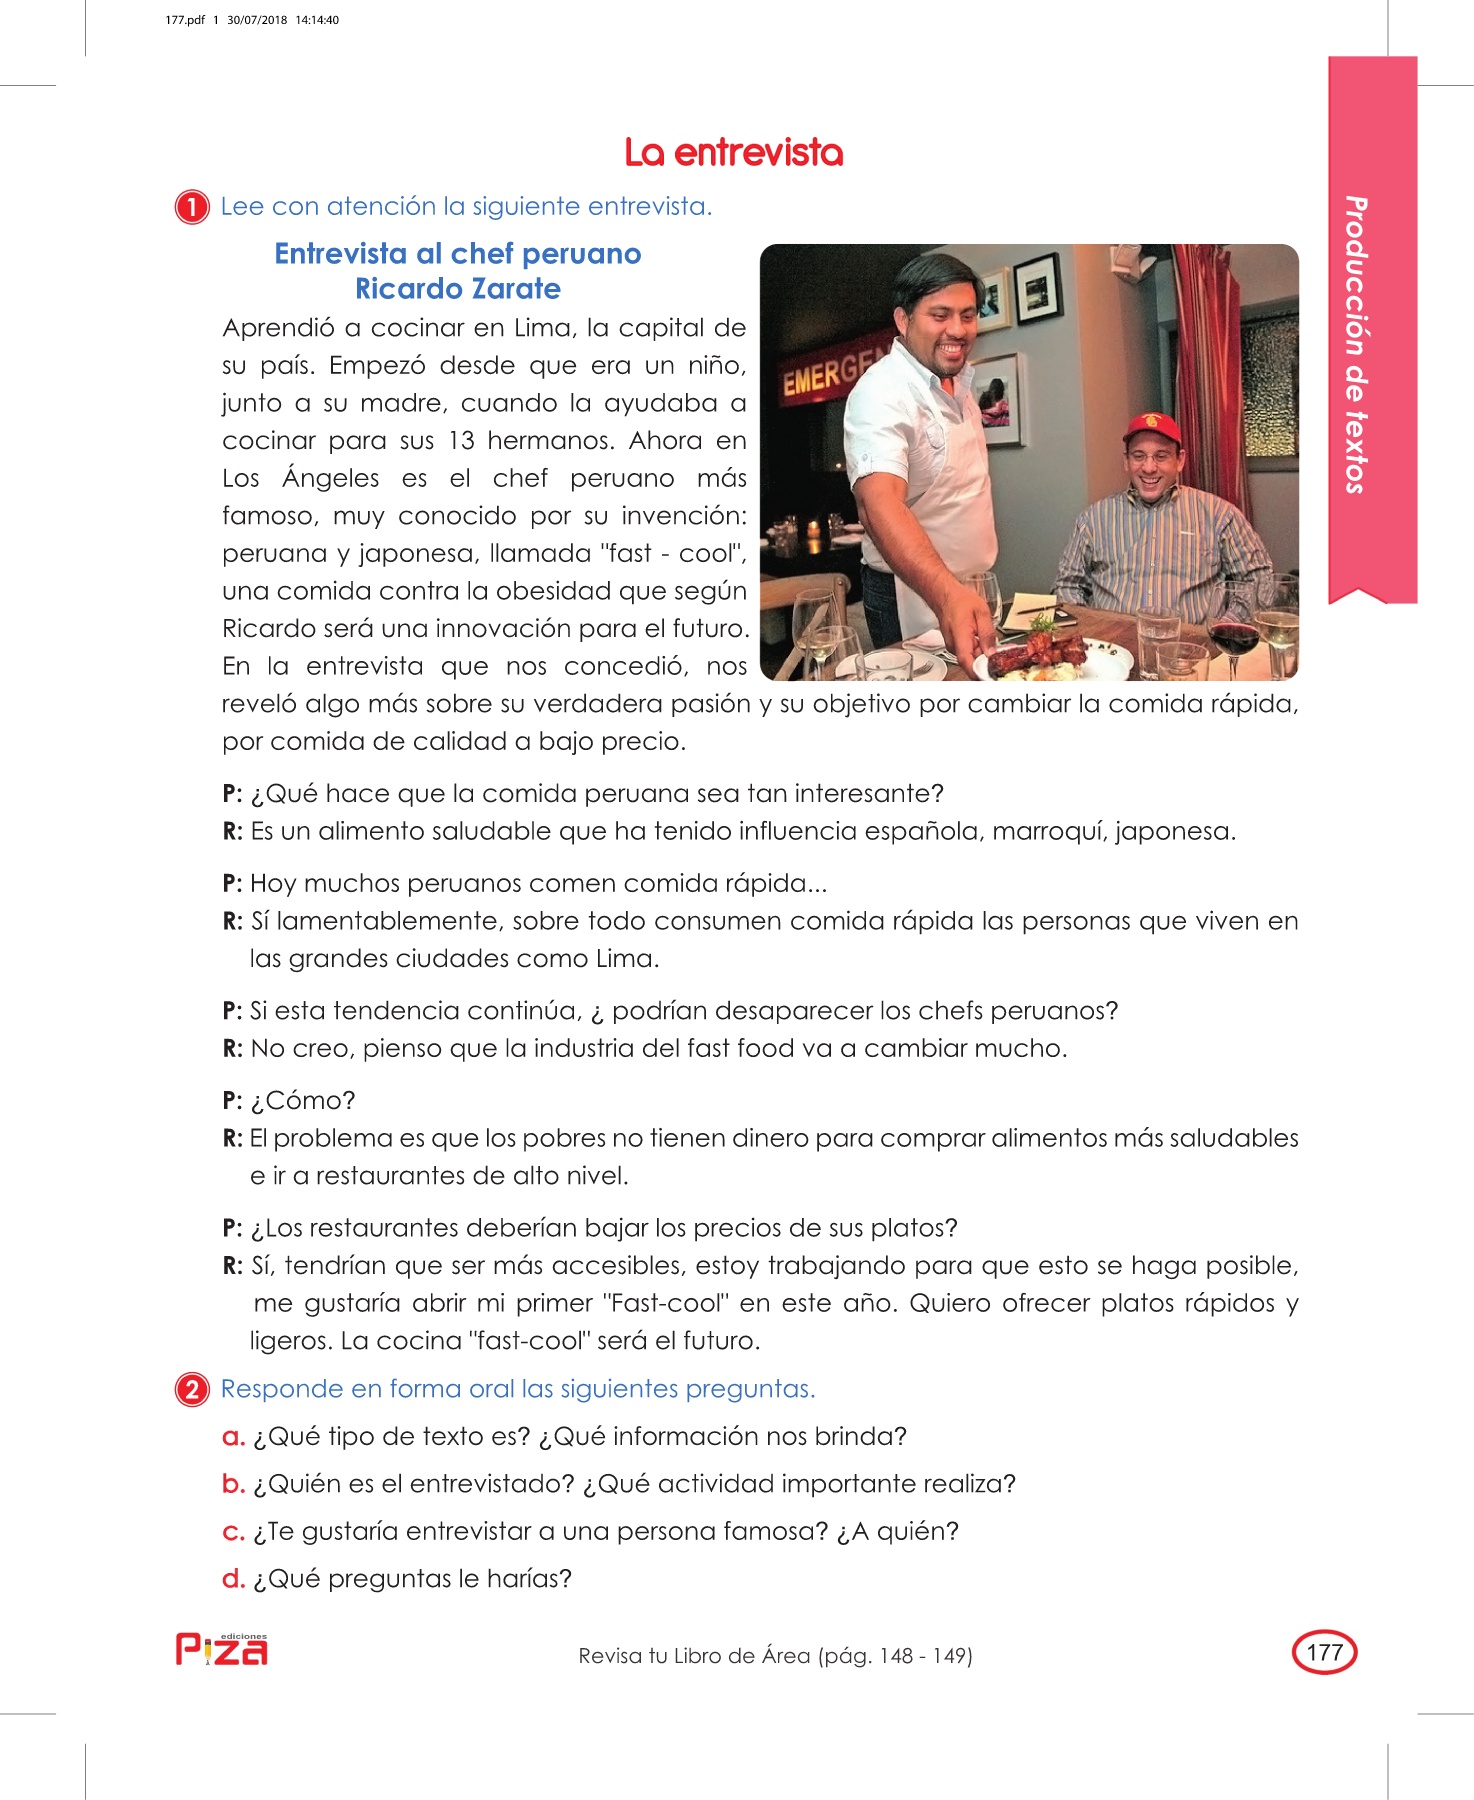 177.pdf 1 30/07/2018 14:14:40
La entrevista
1 Lee con atención la siguiente entrevista.
Entrevista al chef peruano
Ricardo Zarate
Aprendió a cocinar en Lima, la capital de
su país. Empezó desde que era un niño,
junto a su madre, cuando la ayudaba a
cocinar para sus 13 hermanos. Ahora en
Los Ángeles es el chef peruano más
famoso, muy conocido por su invención:
peruana y japonesa, llamada "fast - cool",
una comida contra la obesidad que según
Ricardo será una innovación para el futuro.
En la entrevista que nos concedió, nos
reveló algo más sobre su verdadera pasión y su objetivo por cambiar la comida rápida,
por comida de calidad a bajo precio.
EMERGEN
P: ¿Qué hace que la comida peruana sea tan interesante?
R: Es un alimento saludable que ha tenido influencia española, marroquí, japonesa.
P: Hoy muchos peruanos comen comida rápida...
R: Sí lamentablemente, sobre todo consumen comida rápida las personas que viven en
las grandes ciudades como Lima.
P: Si esta tendencia continúa, ¿ podrían desaparecer los chefs peruanos?
R: No creo, pienso que la industria del fast food va a cambiar mucho.
P: ¿Cómo?
R: El problema es que los pobres no tienen dinero para comprar alimentos más saludables
e ir a restaurantes de alto nivel.
P: ¿Los restaurantes deberían bajar los precios de sus platos?
R: Sí, tendrían que ser más accesibles, estoy trabajando para que esto se haga posible,
me gustaría abrir mi primer "Fast-cool" en este año. Quiero ofrecer platos rápidos y
ligeros. La cocina "fast-cool" será el futuro.
2 Responde en forma oral las siguientes preguntas.
a. ¿Qué tipo de texto es? ¿Qué información nos brinda?
b. ¿Quién es el entrevistado? ¿Qué actividad importante realiza?
c. ¿Te gustaría entrevistar a una persona famosa? ¿A quién?
d. ¿Qué preguntas le harías?
Producción de textos
ediciones
Piza
Revisa tu Libro de Área (pág. 148 - 149)
177